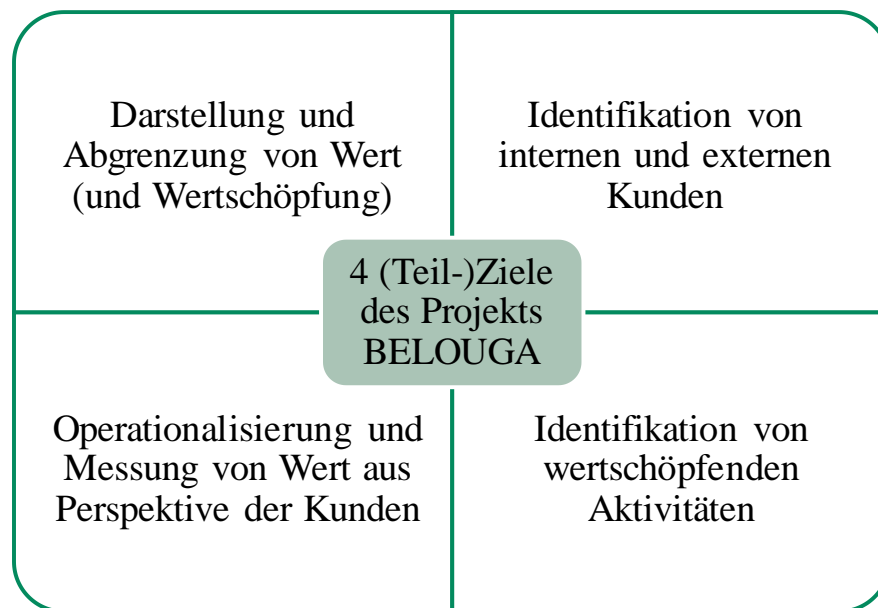 Darstellung und
Abgrenzung von Wert
(und Wertschöpfung)
Identifikation von
internen und externen
Kunden
4 (Teil-)Ziele
des Projekts
BELOUGA
Operationalisierung und
Messung von Wert aus
Perspektive der Kunden
Identifikation von
wertschöpfenden
Aktivitäten